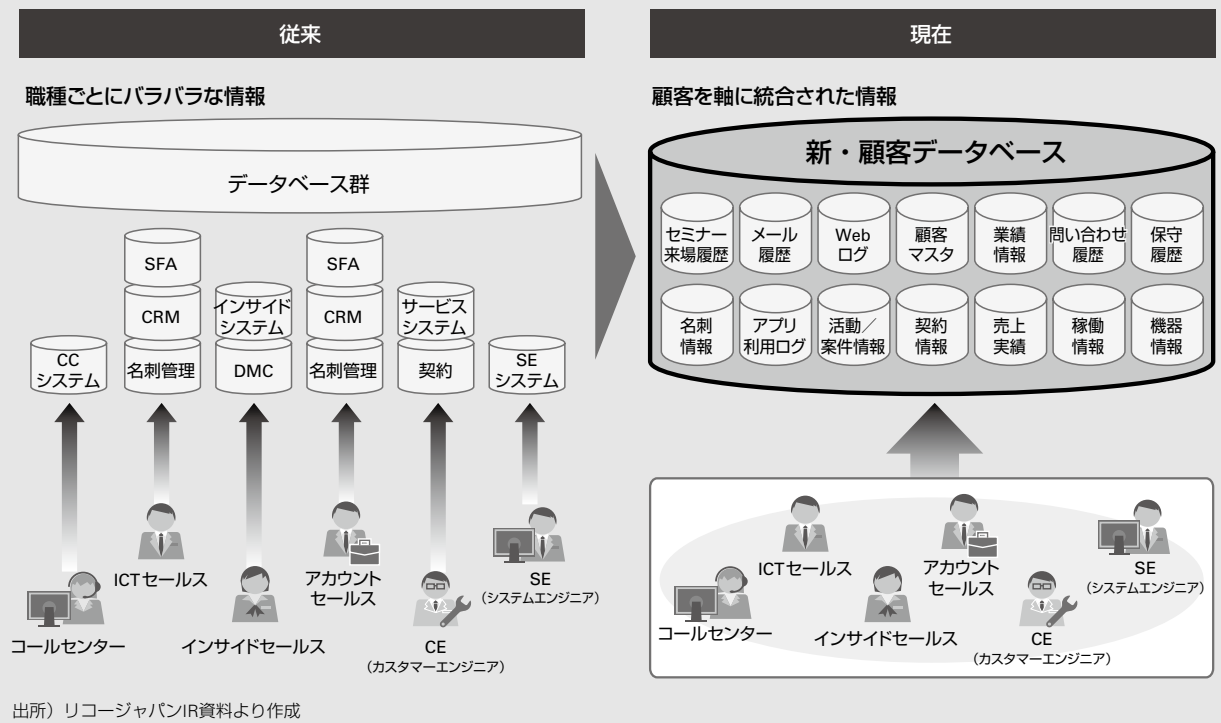 従来
職種ごとにバラバラな情報
データベース群
CC
システム
SFA
CRM
名刺管理
インサイド
システム
DMC
SFA
CRM
名刺管理
サービス
システム
契約
SE
システム
コールセンター
ICTセールス
インサイドセールス
アカウント
セールス
CE
（カスタマーエンジニア）
SE
（システムエンジニア）
現在
顧客を軸に統合された情報
新・顧客データベース
セミナー
来場履歴
メール
履歴
Web
ログ
顧客
マスタ
業績
情報
問い合わせ
履歴
保守
履歴
名刺
情報
アプリ
利用ログ
活動／
案件情報
契約
情報
売上
実績
稼働
情報
機器
情報
コールセンター
ICTセールス
インサイドセールス
アカウント
セールス
CE
（カスタマーエンジニア）
SE
（システムエンジニア）
出所）リコージャパンIR資料より作成